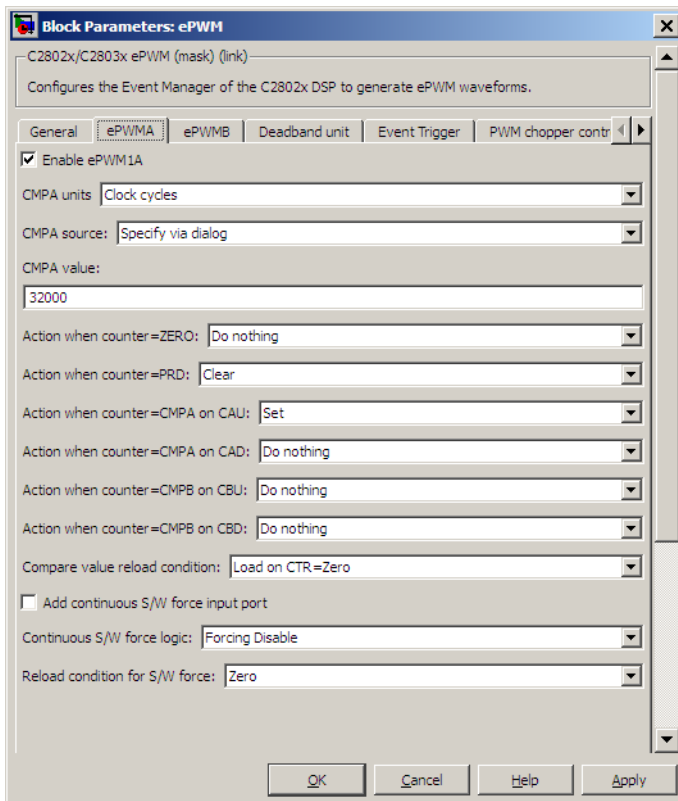 Block Parameters: ePWM
C2802x/C2803x ePWM (mask) (link)
Configures the Event Manager of the C2802x DSP to generate ePWM waveforms.
General ePWMA ePWMB Deadband unit Event Trigger PWM chopper contr
Enable ePWM1A
CMPA units Clock cycles
CMPA source: Specify via dialog
CMPA value:
32000
Action when counter=ZERO: Do nothing
Action when counter=PRD: Clear
Action when counter=CMPA on CAU: Set
Action when counter=CMPA on CAD: Do nothing
Action when counter=CMPB on CBU: Do nothing
Action when counter=CMPB on CBD: Do nothing
Compare value reload condition: Load on CTR=Zero
Add continuous S/W force input port
Continuous S/W force logic: Forcing Disable
Reload condition for S/W force: Zero
OK Cancel Help Apply